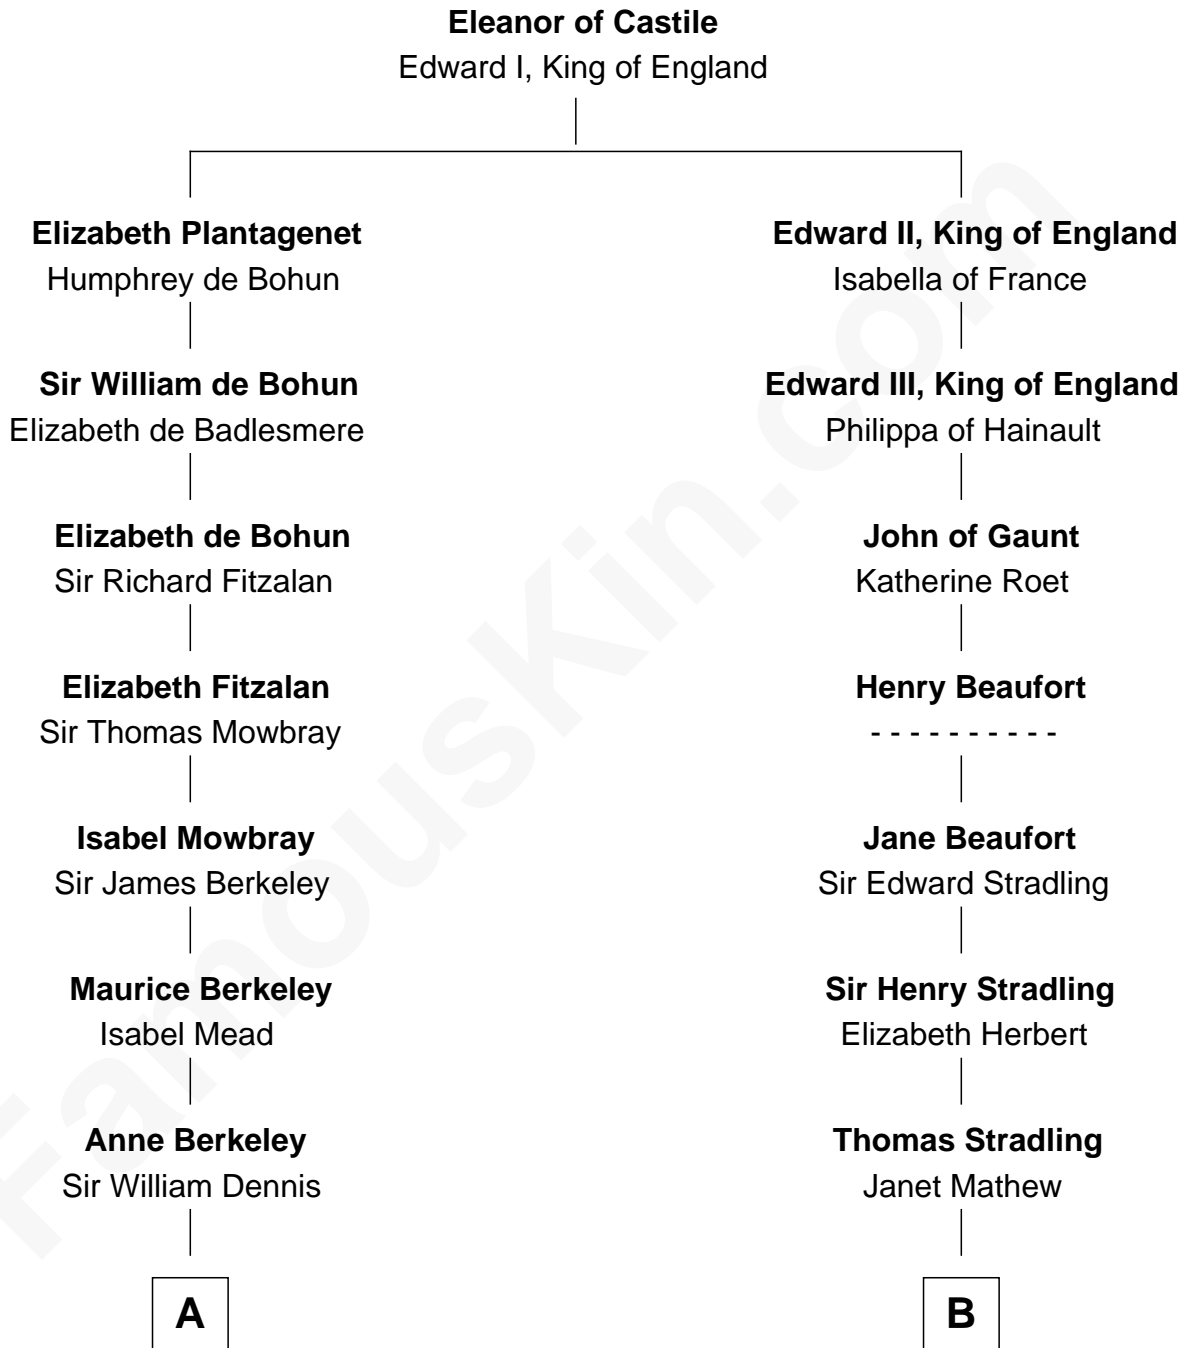 Eleanor of Castile
Edward I, King of England
Elizabeth Plantagenet
Humphrey de Bohun
Edward II, King of England
Isabella of France
Sir William de Bohun
Elizabeth de Badlesmere
Edward III, King of England
Philippa of Hainault
Elizabeth de Bohun
Sir Richard Fitzalan
John of Gaunt
Katherine Roet
Elizabeth Fitzalan
Sir Thomas Mowbray
Henry Beaufort
- - - - - - - - - -
Isabel Mowbray
Sir James Berkeley
Jane Beaufort
Sir Edward Stradling
Maurice Berkeley
Isabel Mead
Sir Henry Stradling
Elizabeth Herbert
Anne Berkeley
Sir William Dennis
Thomas Stradling
Janet Mathew
A
B
FamousKin.com